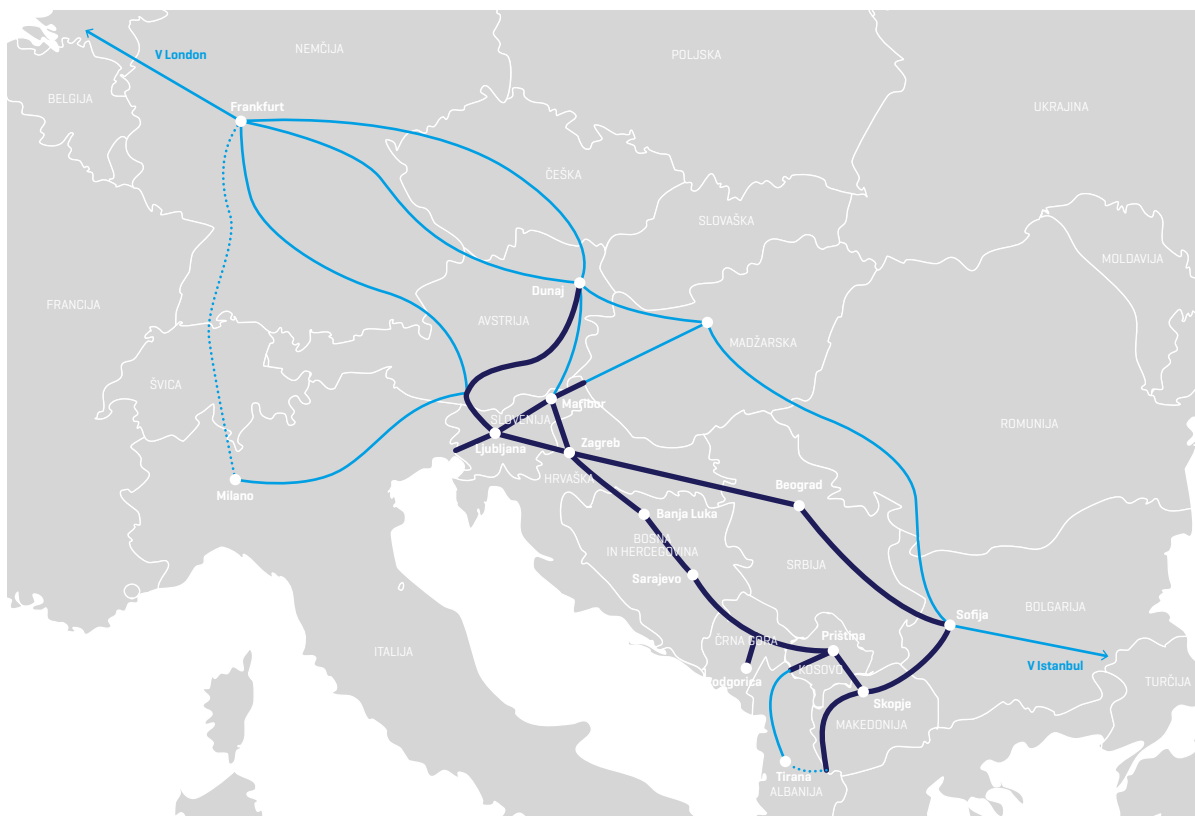 NEMČIJA
V London
POLJSKA
BELGIJA
UKRAJINA
Frankfurt
ČEŠKA
SLOVAŠKA
MOLDAVIJA
Dunaj
FRANCIJA
AVSTRIJA
MADŽARSKA
ŠVICA
Maribor
SLOVENIJA
ROMUNIJA
Ljubljana
Zagreb
HRVAŠKA
Milano
Beograd
Banja Luka
BOSNA
IN HERCEGOVINA
SRBIJA
Sarajevo
BOLGARIJA
Sofija
ČRNA GORA
Priština
ITALIJA
V Istanbul
KOSOVO
Podgorica
TURČIJA
Skopje
MAKEDONIJA
Tirana
ALBANIJA